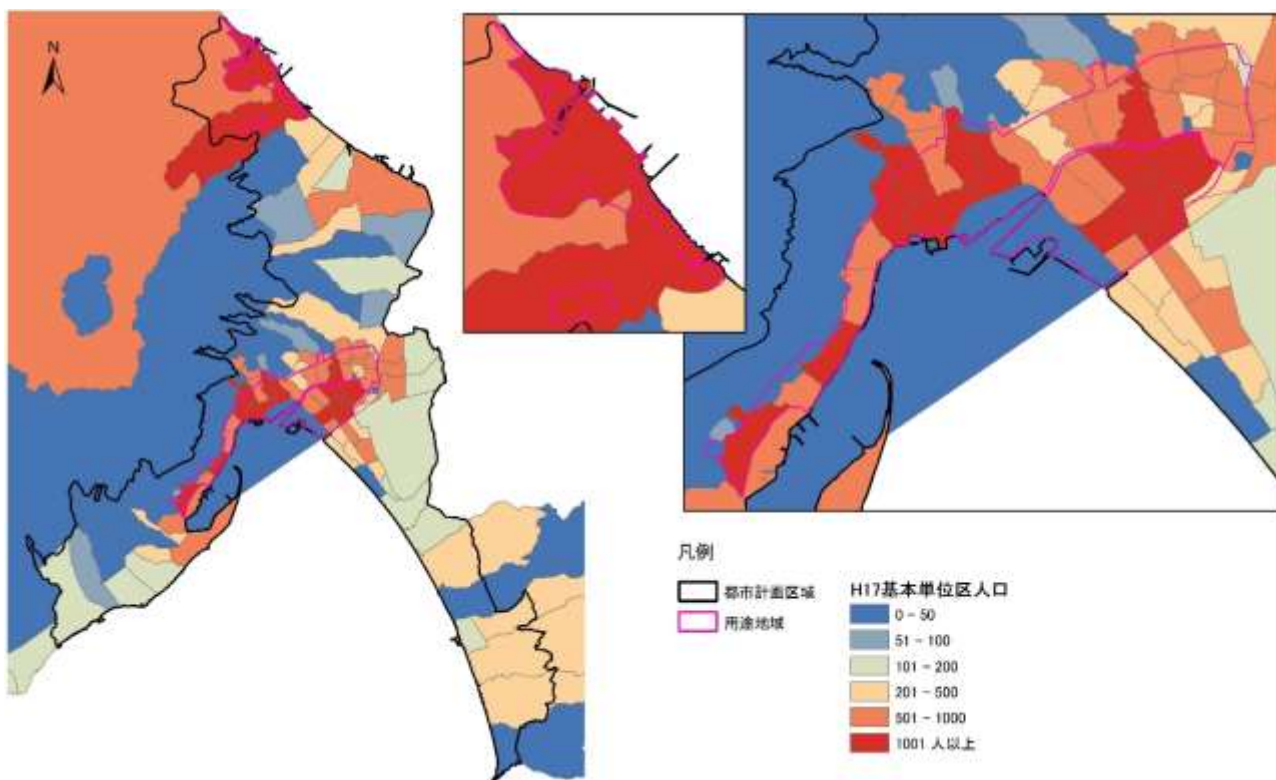 N
凡例
都市計画区域
用途地域
H17基本単位区人口
0 - 50
51 - 100
101 - 200
201 - 500
501 - 1000
1001 人以上